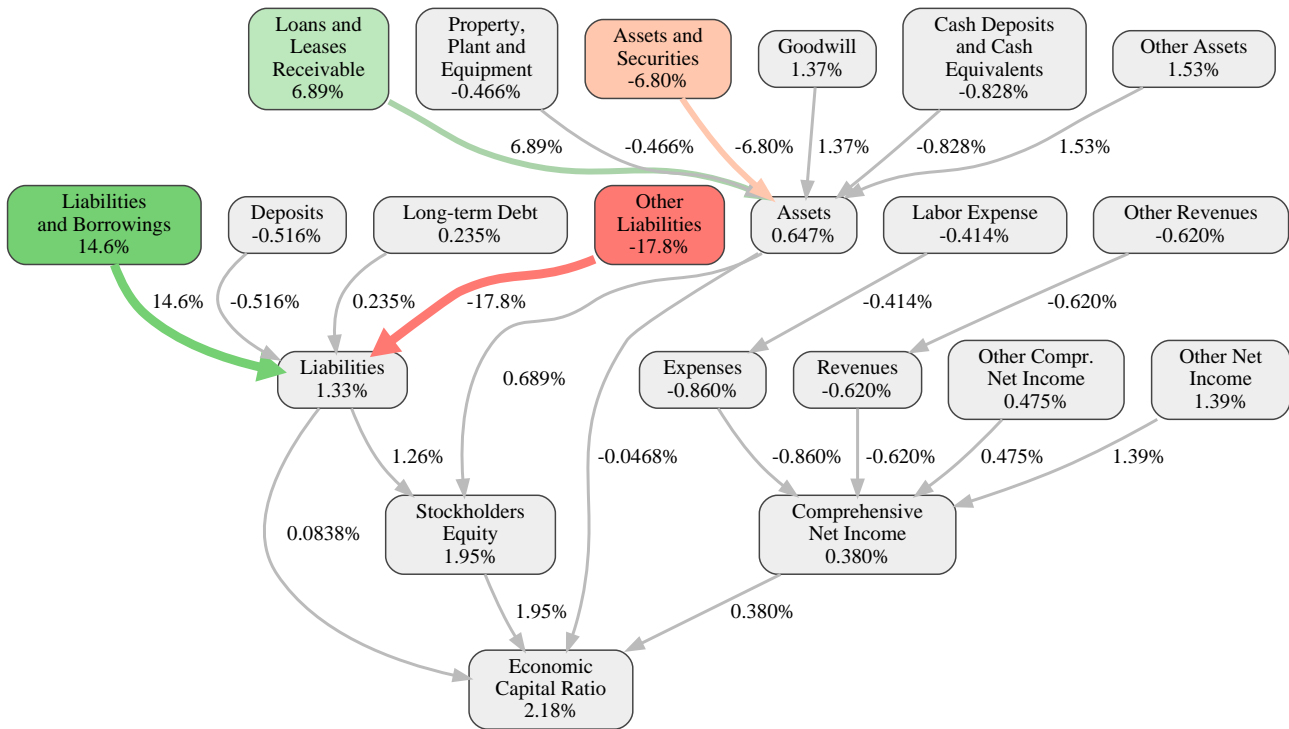 Loans and
Leases
Receivable
6.89%
Property,
Plant and
Equipment
-0.466%
Assets and
Securities
-6.80%
Goodwill
1.37%
Cash Deposits
and Cash
Equivalents
-0.828%
Other Assets
1.53%
6.89%
-0.466%
-6.80%
1.37%
-0.828%
1.53%
Liabilities
and Borrowings
14.6%
Deposits
-0.516%
Long-term Debt
0.235%
Other
Liabilities
-17.8%
Assets
0.647%
Labor Expense
-0.414%
Other Revenues
-0.620%
14.6%
-0.516%
0.235%
-17.8%
-0.414%
-0.620%
Liabilities
1.33%
0.689%
Expenses
-0.860%
Revenues
-0.620%
Other Compr.
Net Income
0.475%
Other Net
Income
1.39%
1.26%
-0.0468%
-0.860%
-0.620%
0.475%
1.39%
0.0838%
Stockholders
Equity
1.95%
Comprehensive
Net Income
0.380%
1.95%
0.380%
Economic
Capital Ratio
2.18%